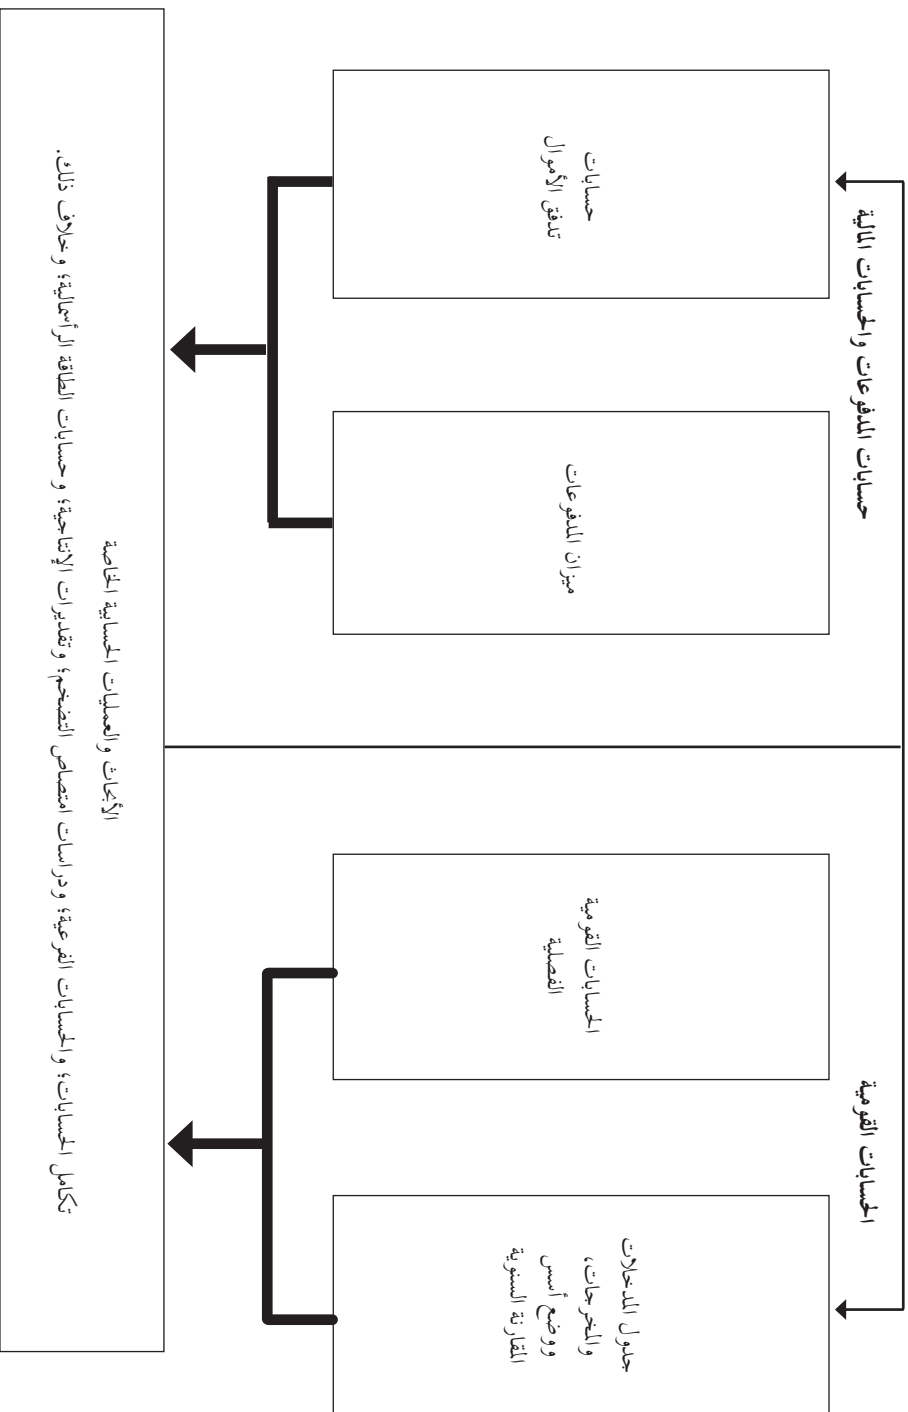 الحسابات القومية
حسابات المدفوعات والحسابات المالية
جدول المدخلات
والمخرجات،
ووضع أسس
المقارنة السنوية
الحسابات القومية
الفصلية
ميزان المدفوعات
حسابات
تدفق الأموال
الأبحاث والعمليات الحسابية الخاصة
تكامل الحسابات؛ والحسابات الفرعية؛ ودراسات امتصاص التضخم؛ وتقديرات الإنتاجية؛ وحسابات الطاقة الرأسمالية؛ وخلاف ذلك.